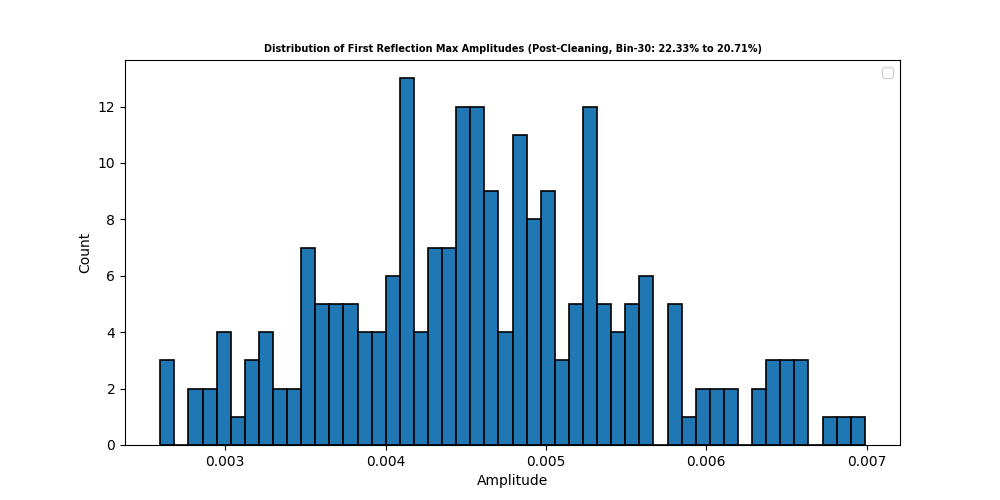 Distribution of First Reflection Max Amplitudes (Post-Cleaning, Bin-30: 22.33% to 20.71%)
12
10
8
6
4
2
0
Count
0.003 0.004 0.005 0.006 0.007
Amplitude